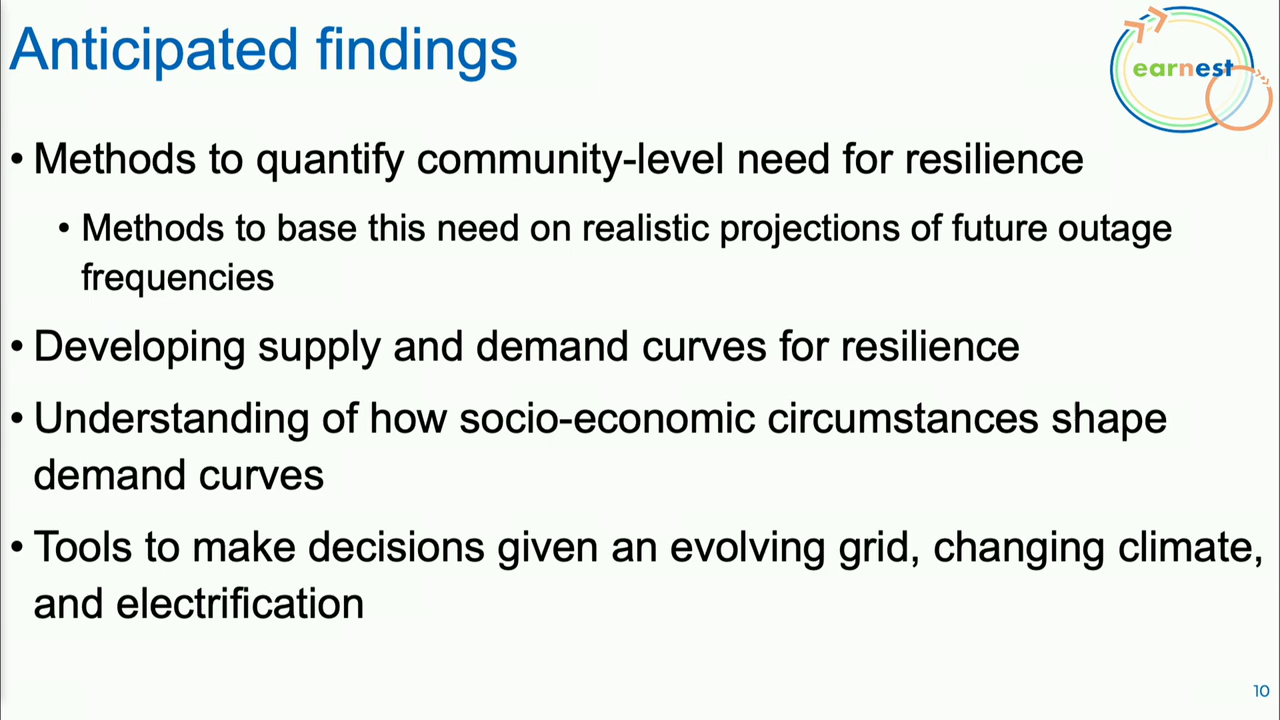 Anticipated findings
earnest
• Methods to quantify community-level need for resilience
• Methods to base this need on realistic projections of future outage
frequencies
• Developing supply and demand curves for resilience
• Understanding of how socio-economic circumstances shape
demand curves
• Tools to make decisions given an evolving grid, changing climate,
and electrification
10